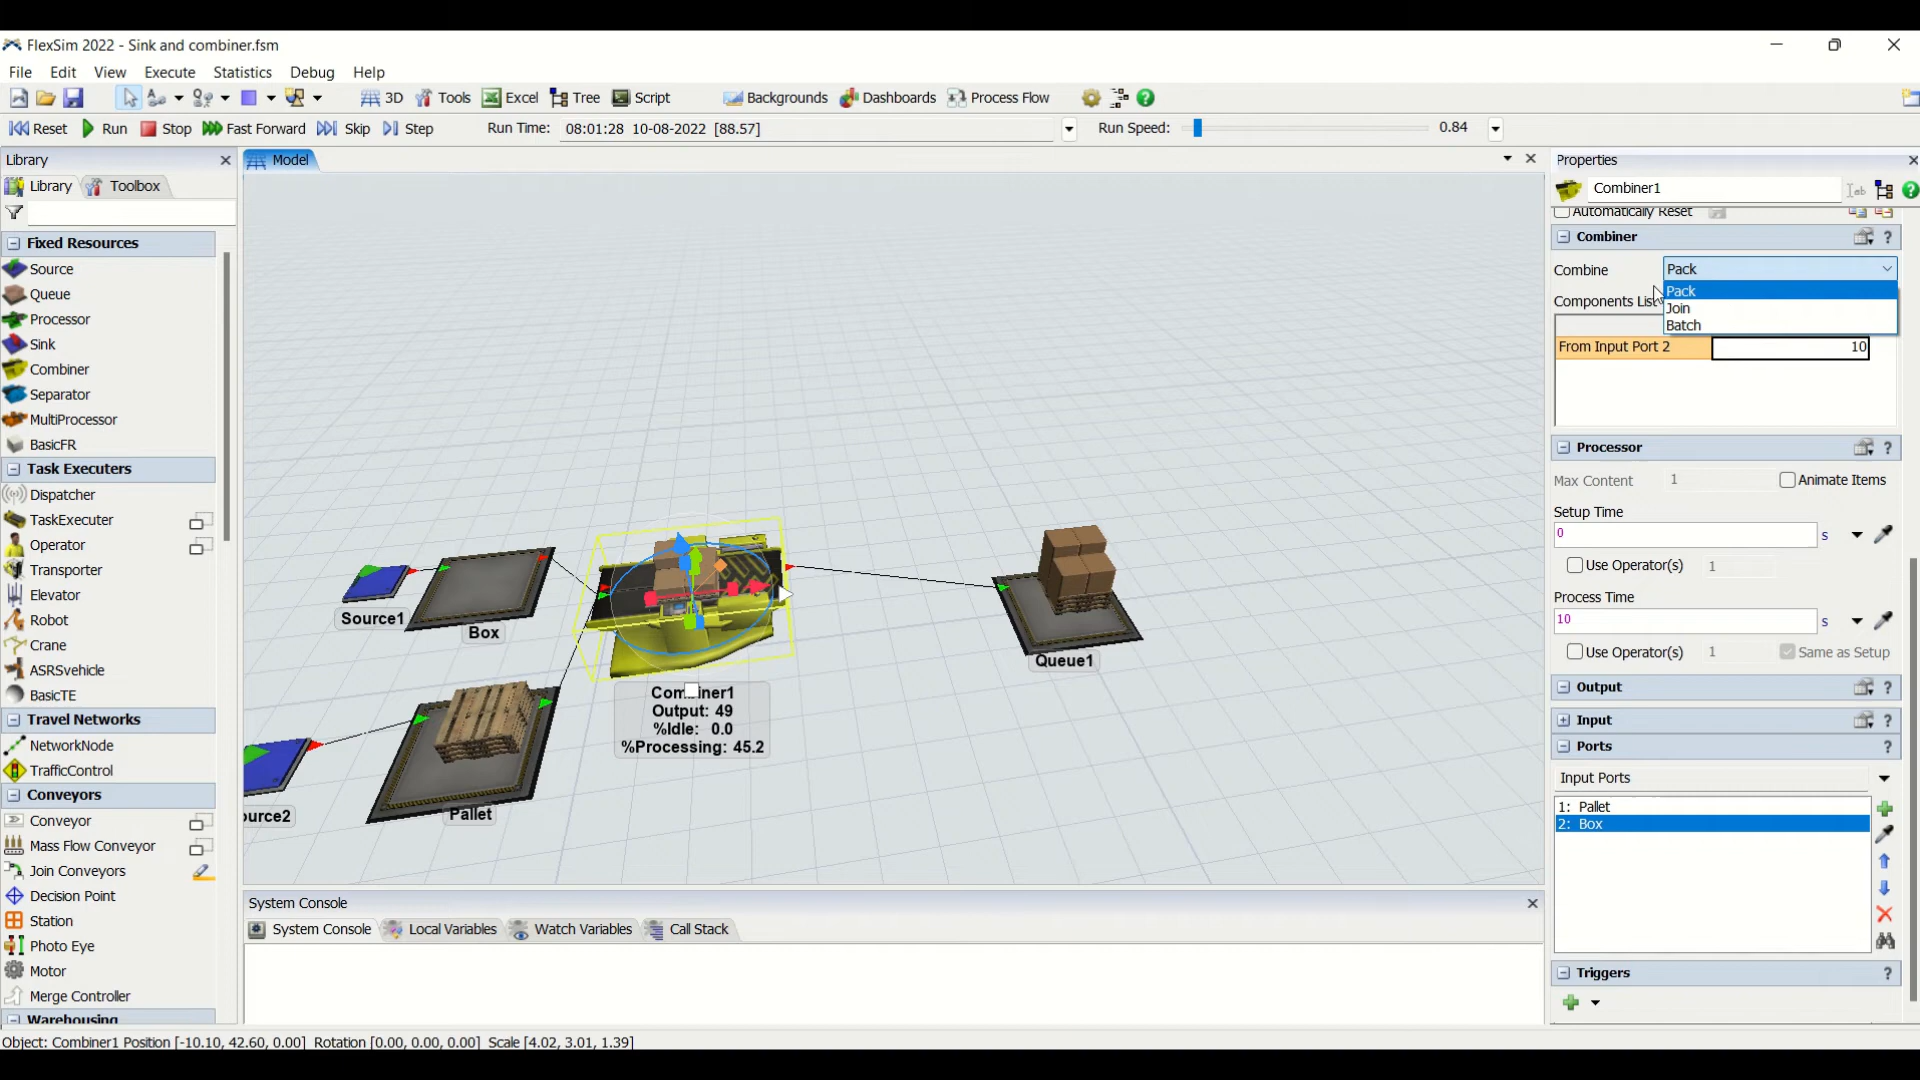 FlexSim 2022 - Sink and combiner.fsm
File Edit View Execute Statistics Debug Help
3D Tools Excel Tree Script Backgrounds Dashboards Process Flow
Reset Run Stop Fast Forward Skip Step Run Time: 08:01:28 10-08-2022 [88.57] Run Speed: 0.84
Library
Library Toolbox
Fixed Resources
Source
Queue
Processor
Sink
Combiner
Separator
MultiProcessor
BasicFR
Task Executers
Dispatcher
TaskExecuter
Operator
Transporter
Elevator
Robot
Crane
ASRSvehicle
BasicTE
Travel Networks
NetworkNode
TrafficControl
Conveyors
Conveyor
Mass Flow Conveyor
Join Conveyors
Decision Point
Station
Photo Eye
Motor
Merge Controller
Warehousing
Model
Source1
Box
Combiner1
Output: 49
%Idle: 0.0
%Processing: 45.2
Queue1
Pallet
ource2
System Console
System Console Local Variables Watch Variables Call Stack
Properties
Combiner1
Automatically Reset
Combiner
Combine Pack
Pack
Components Lis
Join
Batch
From Input Port 2 10
Processor
Max Content 1 Animate Items
Setup Time
0 s
Use Operator(s) 1
Process Time
10 s
Use Operator(s) 1 Same as Setup
Output
Input
Ports
Input Ports
1: Pallet
2: Box
Triggers
Object: Combiner1 Position [-10.10, 42.60, 0.00] Rotation [0.00, 0.00, 0.00] Scale [4.02, 3.01, 1.39]